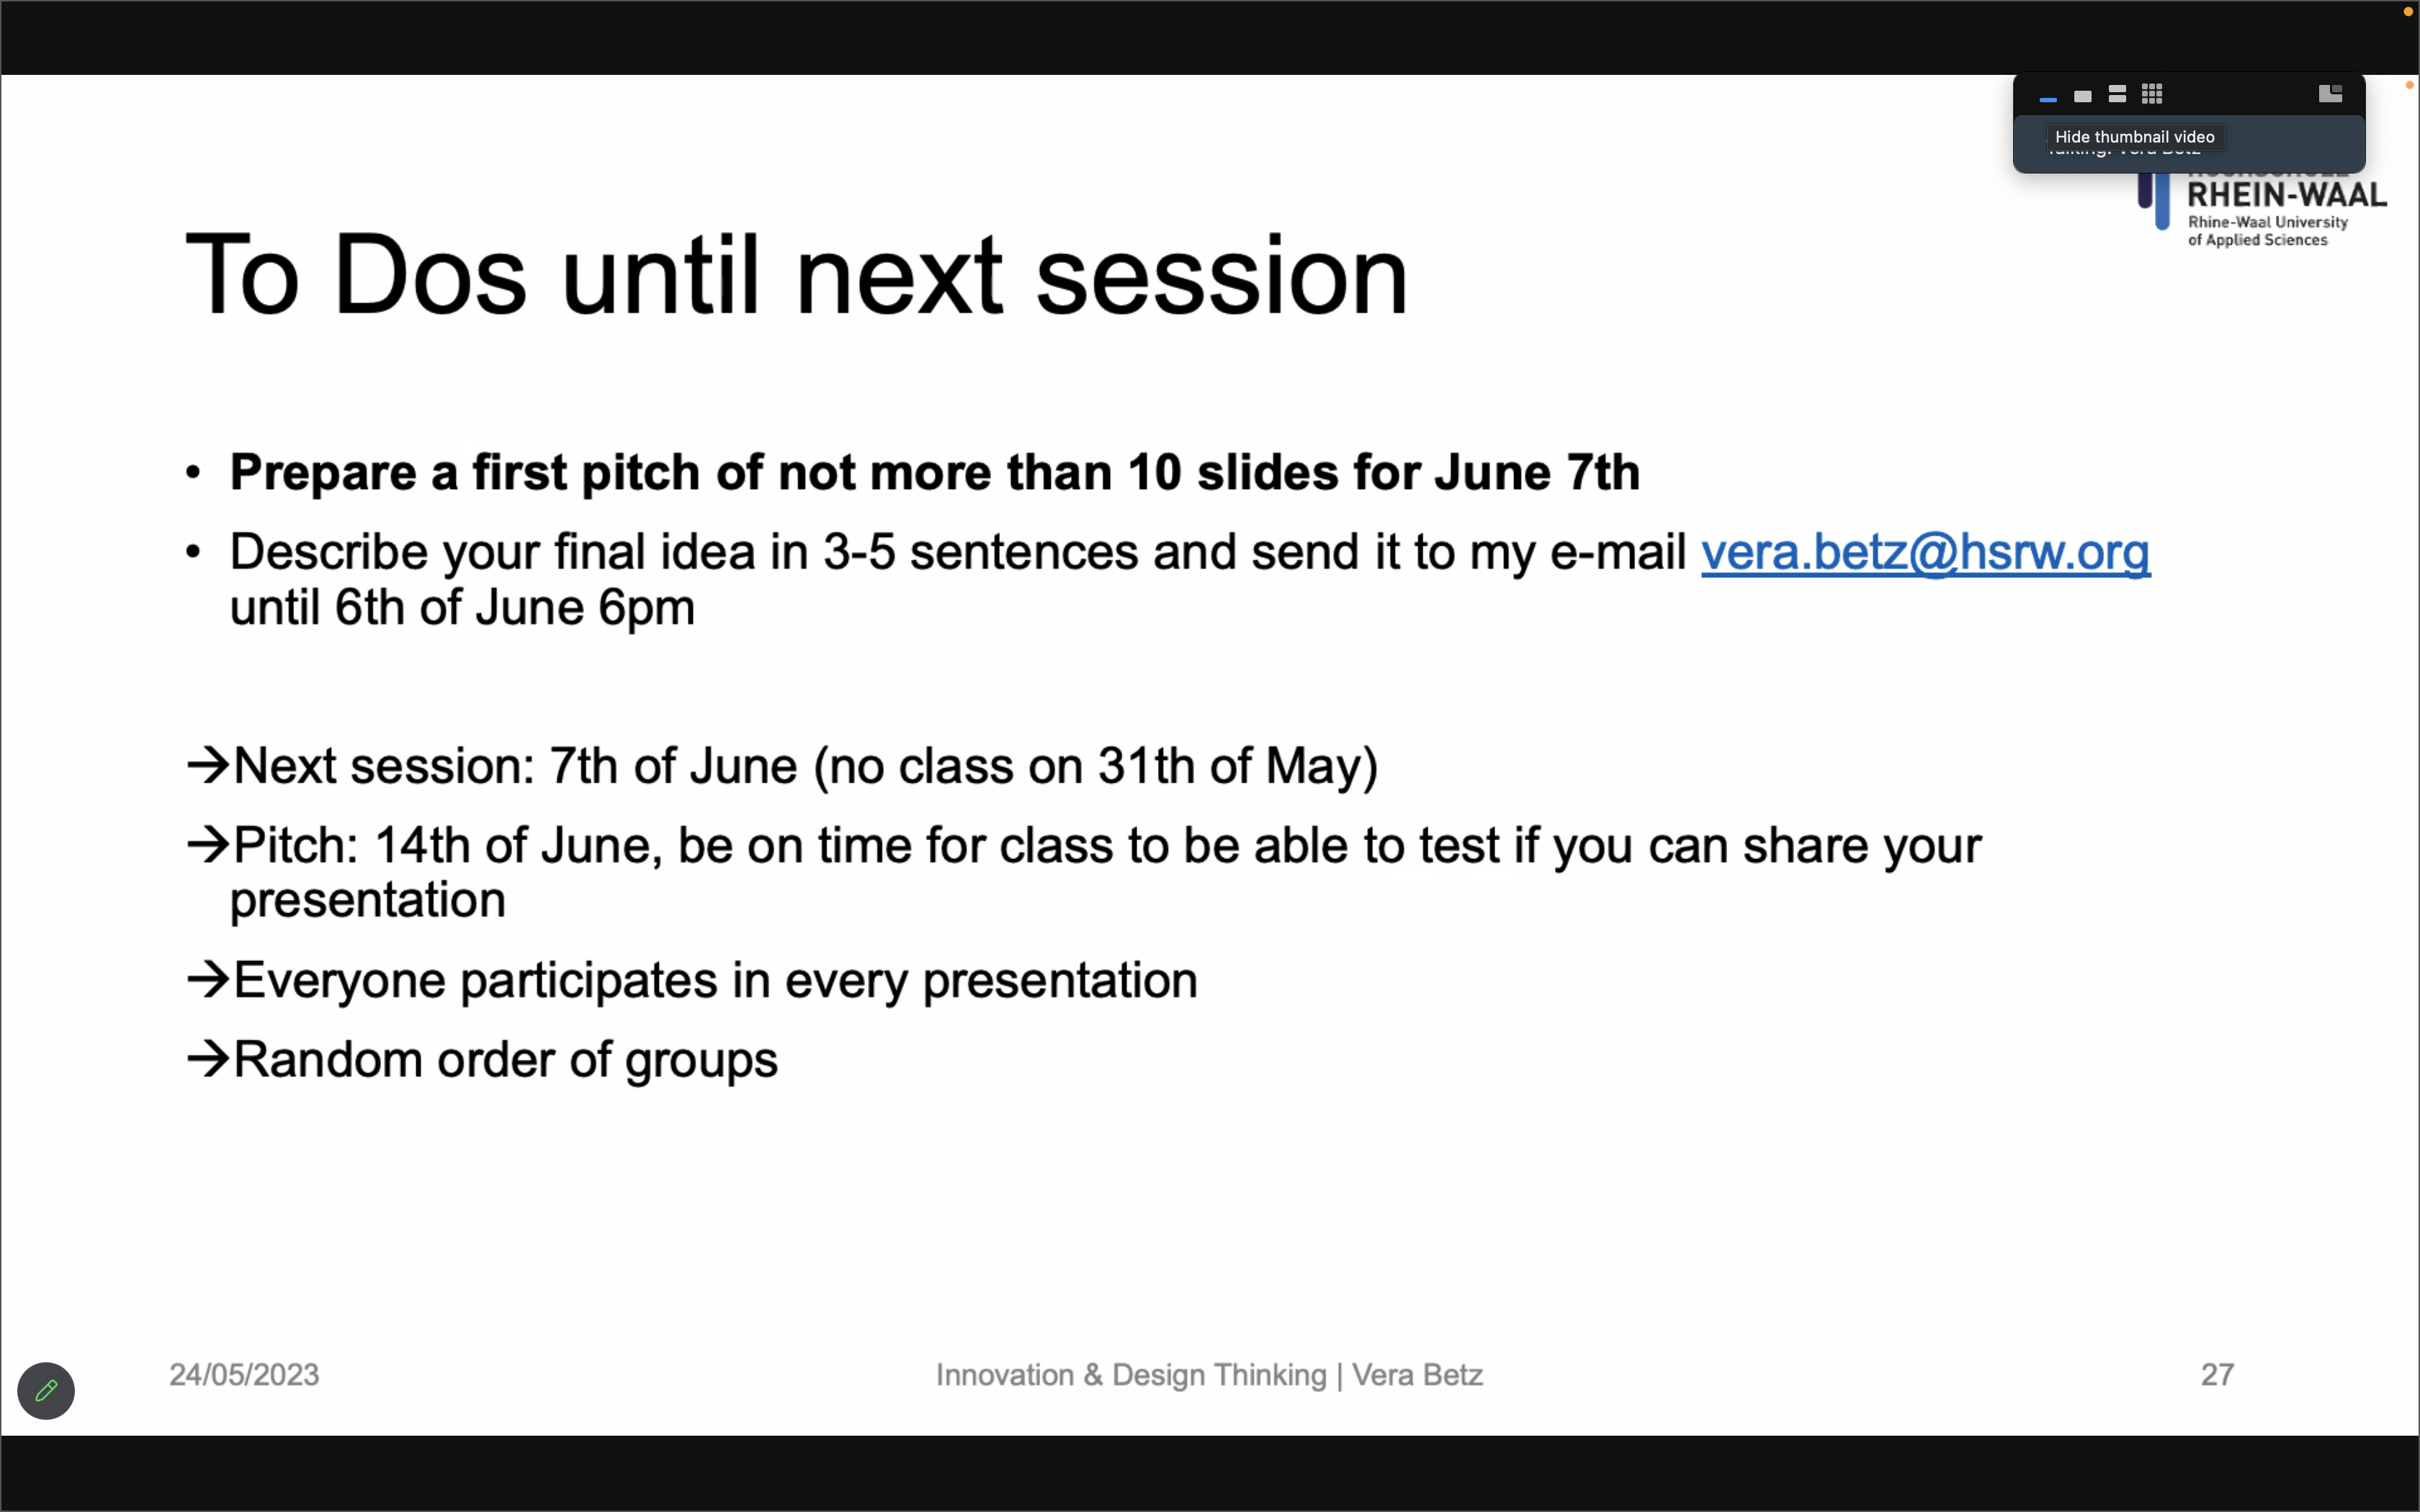 Hide thumbnail video
RHEIN-WAAL
Rhine-Waal University
of Applied Sciences
To Dos until next session
• Prepare a first pitch of not more than 10 slides for June 7th
• Describe your final idea in 3-5 sentences and send it to my e-mail vera.betz@hsrw.org
until 6th of June 6pm
→Next session: 7th of June (no class on 31th of May)
→Pitch: 14th of June, be on time for class to be able to test if you can share your
presentation
→Everyone participates in every presentation
→Random order of groups
24/05/2023
Innovation & Design Thinking | Vera Betz
27